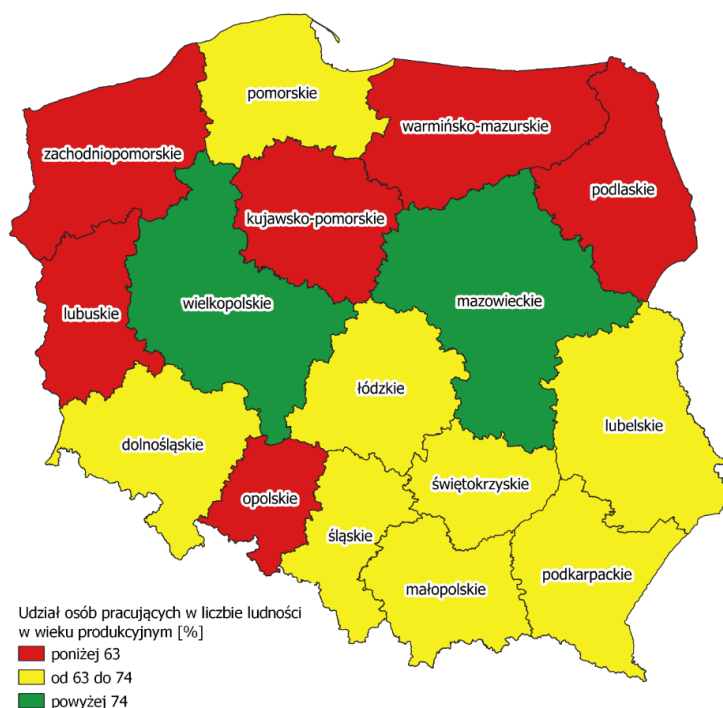 pomorskie
warmińsko-mazurskie
zachodniopomorskie
podlaskie
kujawsko-pomorskie
wielkopolskie
mazowieckie
lubuskie
łódzkie
lubelskie
dolnośląskie
świętokrzyskie
opolskie
śląskie
podkarpackie
małopolskie
Udział osób pracujących w liczbie ludności
w wieku produkcyjnym [%]
poniżej 63
od 63 do 74
powyżej 74